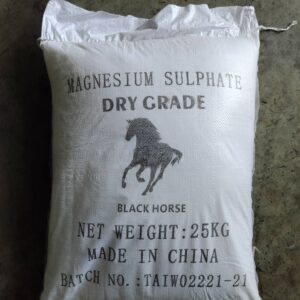 MAGNESIUM SULPHATE
DRY GRADE
BLACK HORSE
NET WEIGHT:25KG
MADE IN CHINA
BATCH NO.:TAIW02221-21